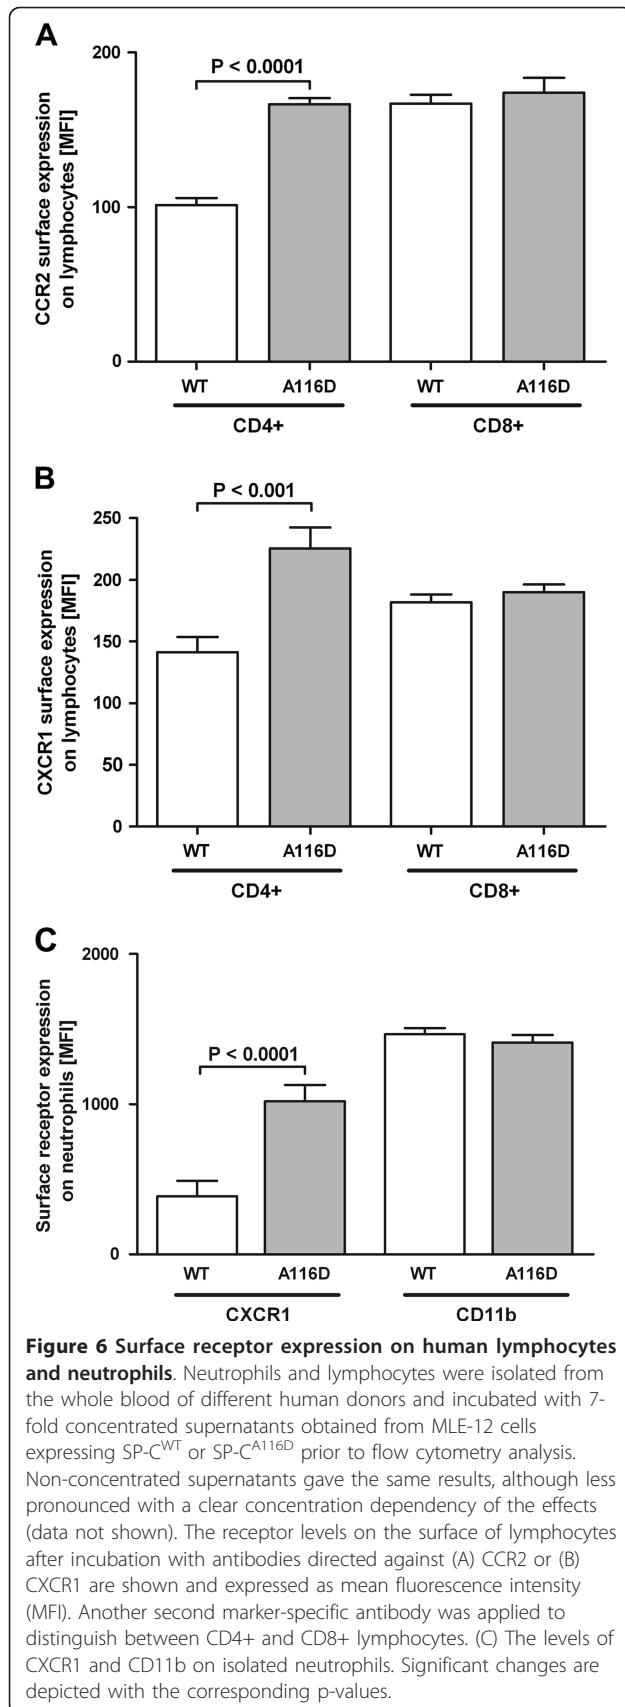 A
CCR2 surface expression
on lymphocytes [MFI]
200
100
0
P < 0.0001
WT A116D WT A116D
CD4+ CD8+
B
CXCR1 surface expression
on lymphocytes [MFI]
250
200
150
100
50
0
P < 0.001
WT A116D WT A116D
CD4+ CD8+
C
Surface receptor expression
on neutrophils [MFI]
2000
1000
0
P < 0.0001
WT A116D WT A116D
CXCR1 CD11b
Figure 6 Surface receptor expression on human lymphocytes
and neutrophils. Neutrophils and lymphocytes were isolated from
the whole blood of different human donors and incubated with 7-
fold concentrated supernatants obtained from MLE-12 cells
expressing SP-C^WT or SP-C^A116D prior to flow cytometry analysis.
Non-concentrated supernatants gave the same results, although less
pronounced with a clear concentration dependency of the effects
(data not shown). The receptor levels on the surface of lymphocytes
after incubation with antibodies directed against (A) CCR2 or (B)
CXCR1 are shown and expressed as mean fluorescence intensity
(MFI). Another second marker-specific antibody was applied to
distinguish between CD4+ and CD8+ lymphocytes. (C) The levels of
CXCR1 and CD11b on isolated neutrophils. Significant changes are
depicted with the corresponding p-values.